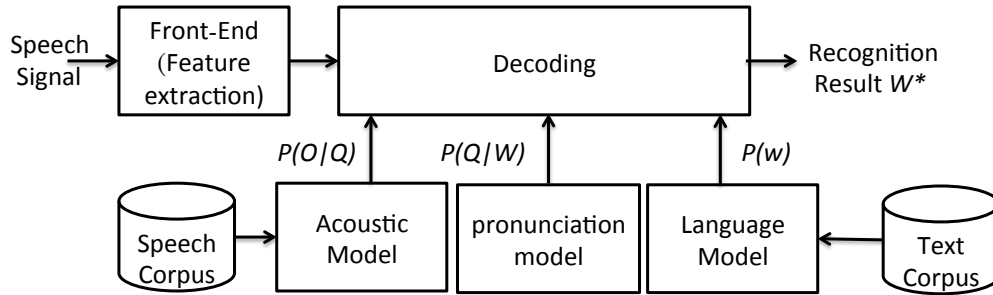 Speech
Signal
Front-End
(Feature
extraction)
Decoding
Recognition
Result W*
P(O|Q)
P(Q|W)
P(w)
Speech
Corpus
Acoustic
Model
pronunciation
model
Language
Model
Text
Corpus